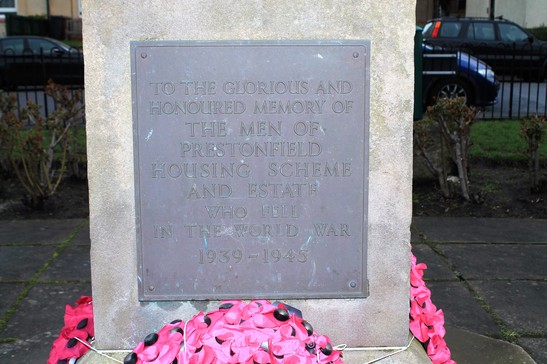 TO THE GLORIOUS AND
HONOURED MEMORY OF
THE MEN OF
PRESTONFIELD
HOUSING SCHEME
AND ESTATE
WHO FELL
IN THE WORLD WAR
1939-1945